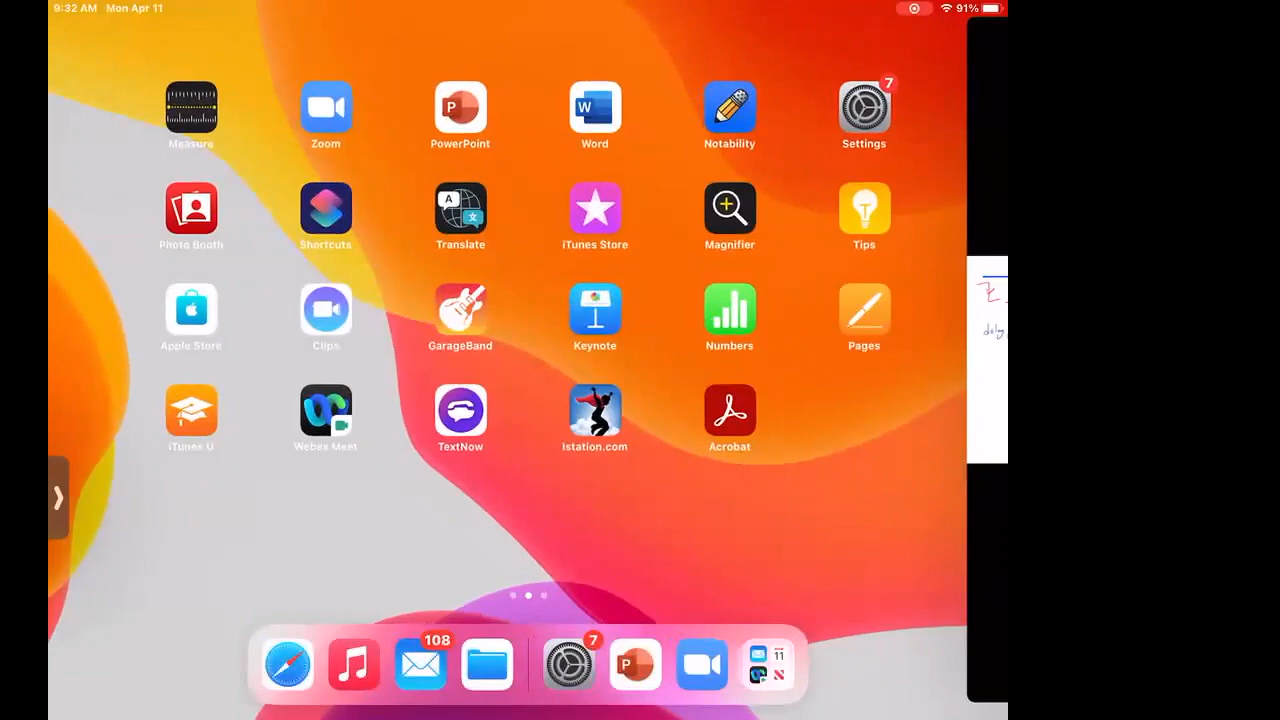 9:32 AM Mon Apr 11 91%
7
Measure Zoom PowerPoint Word Notability Settings
Photo Booth Shortcuts Translate iTunes Store Magnifier Tips
Apple Store Clips GarageBand Keynote Numbers Pages
iTunes U Webex Meet TextNow Istation.com Acrobat
108 7
11